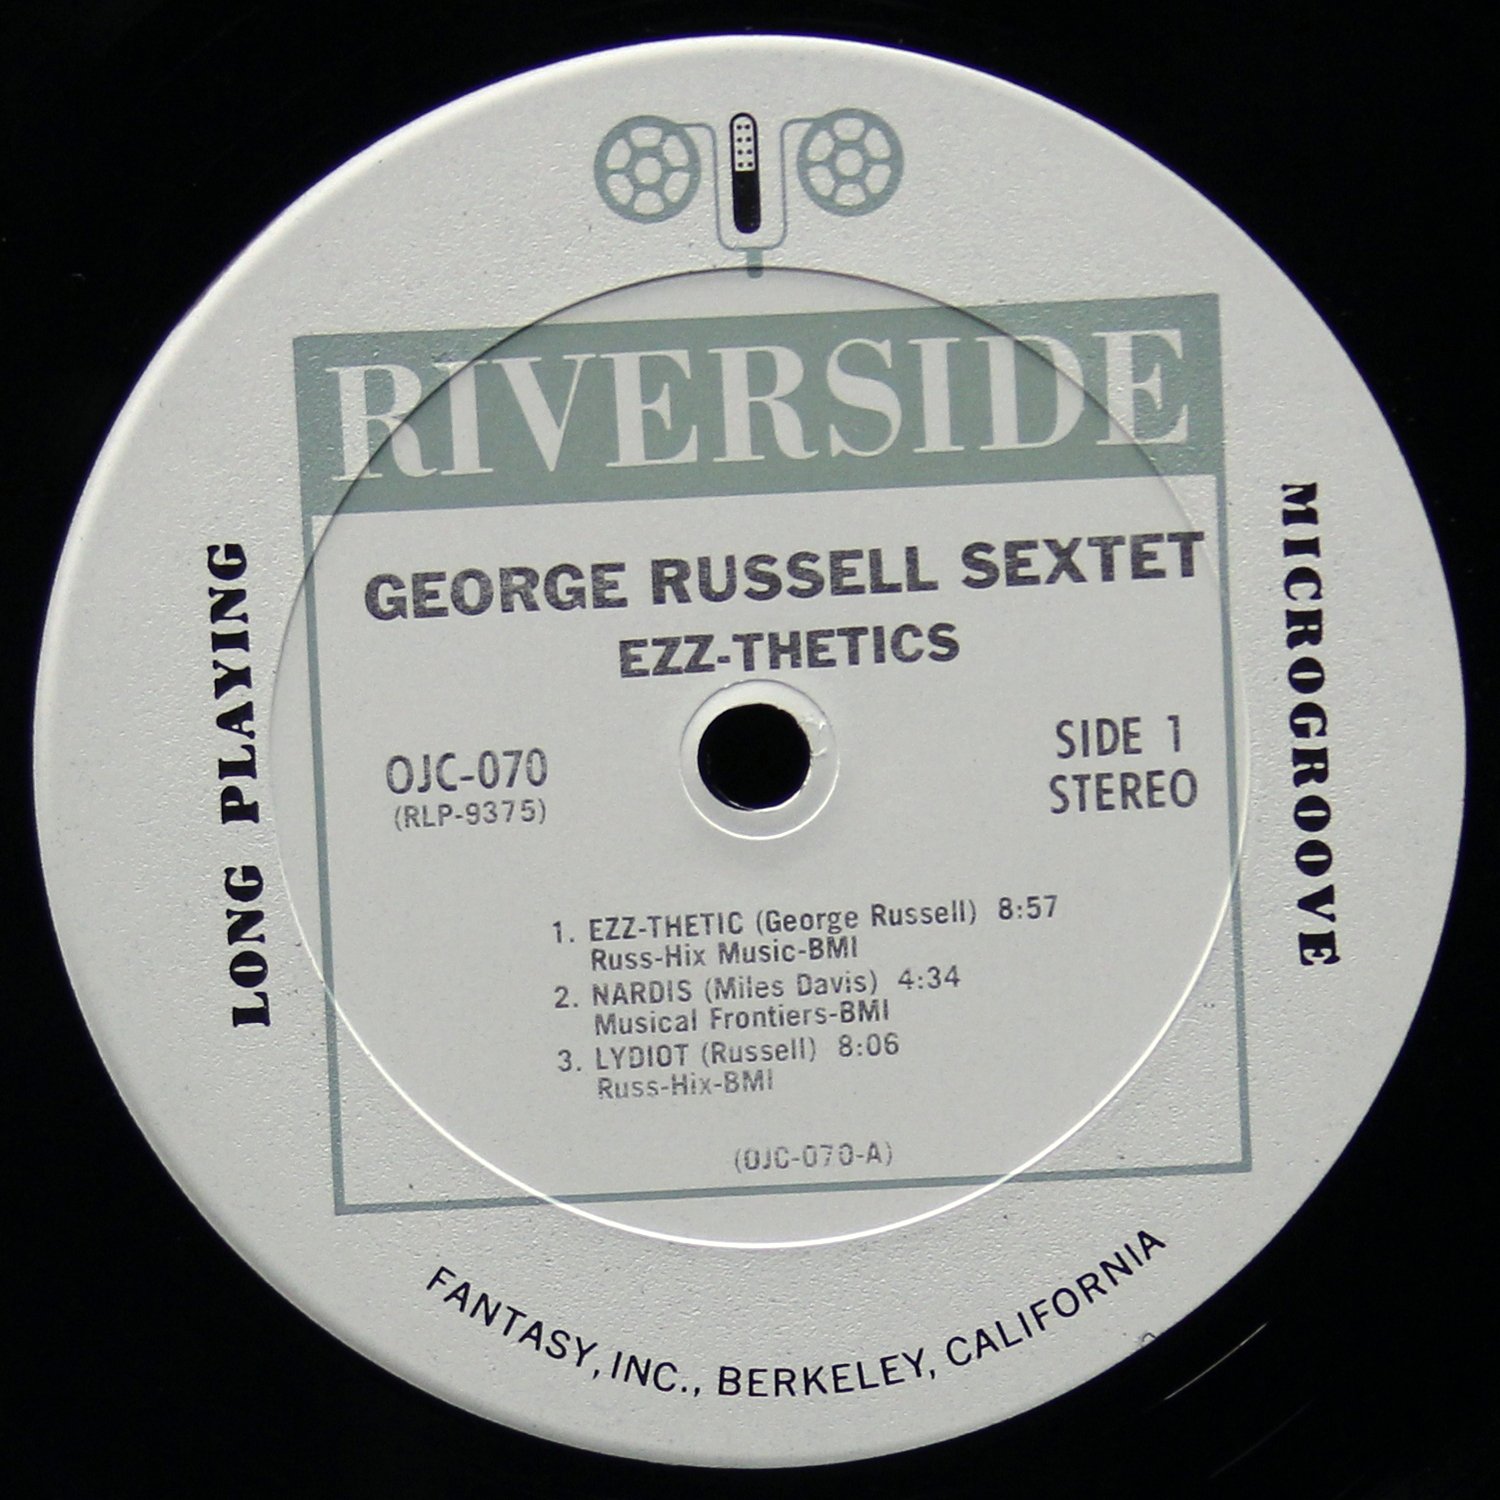 RIVERSIDE
GEORGE RUSSELL SEXTET
EZZ-THETICS
OJC-070
(RLP-9375)
SIDE 1
STEREO
LONG PLAYING
MICROGROOVE
1. EZZ-THETIC (George Russell) 8:57
Russ-Hix Music-BMI
2. NARDIS (Miles Davis) 4:34
Musical Frontiers-BMI
3. LYDIOT (Russell) 8:06
Russ-Hix-BMI
(OJC-070-A)
FANTASY, INC., BERKELEY, CALIFORNIA